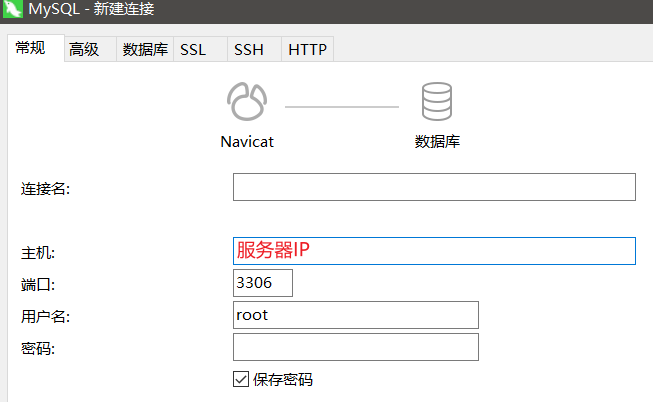 MySQL - 新建连接
常规 高级 数据库 SSL SSH HTTP
Navicat 数据库
连接名:
主机: 服务器IP
端口: 3306
用户名: root
密码:
保存密码